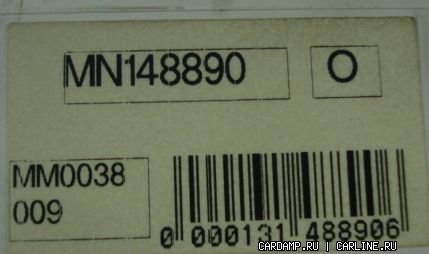 MN148890 O
MM0038
009
0 000131 488906
CARDAMP.RU | CARLINE.RU